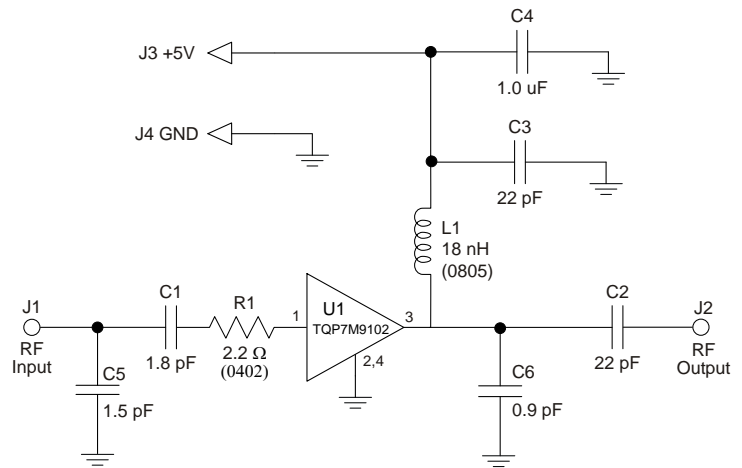 C4
J3 +5V
1.0 uF
C3
J4 GND
22 pF
L1
18 nH
(0805)
J1
C1
R1
1
U1
TQP7M9102
3
C2
J2
RF
Input
1.8 pF
2.2 Ω
(0402)
2,4
22 pF
RF
Output
C5
1.5 pF
C6
0.9 pF